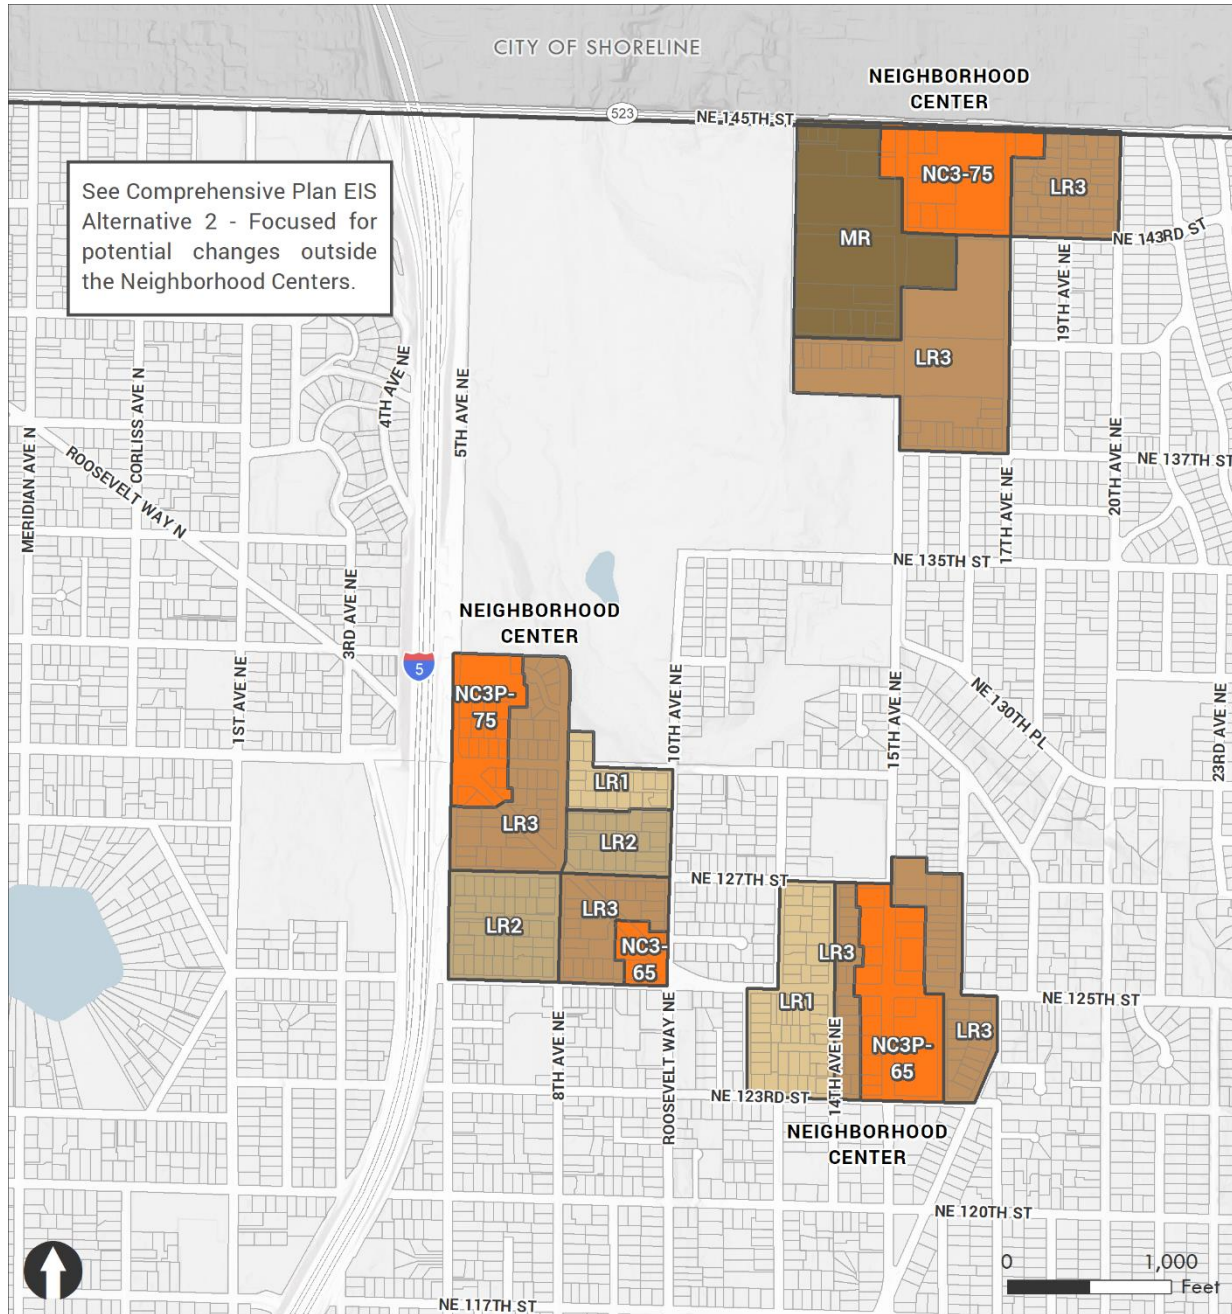 CITY OF SHORELINE
NEIGHBORHOOD
CENTER
523
NE 145TH ST
See Comprehensive Plan EIS
Alternative 2 - Focused for
potential changes outside
the Neighborhood Centers.
NC3-75
LR3
MR
NE 143RD ST
19TH AVE NE
LR3
4TH AVE NE
5TH AVE NE
CORLISS AVE N
MERIDIAN AVE N
ROOSEVELT WAY N
20TH AVE NE
NE 137TH ST
17TH AVE NE
NE 135TH ST
3RD AVE NE
NEIGHBORHOOD
CENTER
5
1ST AVE NE
NC3P-
75
10TH AVE NE
15TH AVE NE
NE 130TH PL
23RD AVE NE
LR1
LR3
LR2
NE 127TH ST
LR2
LR3
NC3-
65
LR3
LR1
NE 125TH ST
LR3
NC3P-
65
8TH AVE NE
ROOSEVELT WAY NE
14TH AVE NE
NE 123RD ST
NEIGHBORHOOD
CENTER
NE 120TH ST
0 1,000
Feet
NE 117TH ST